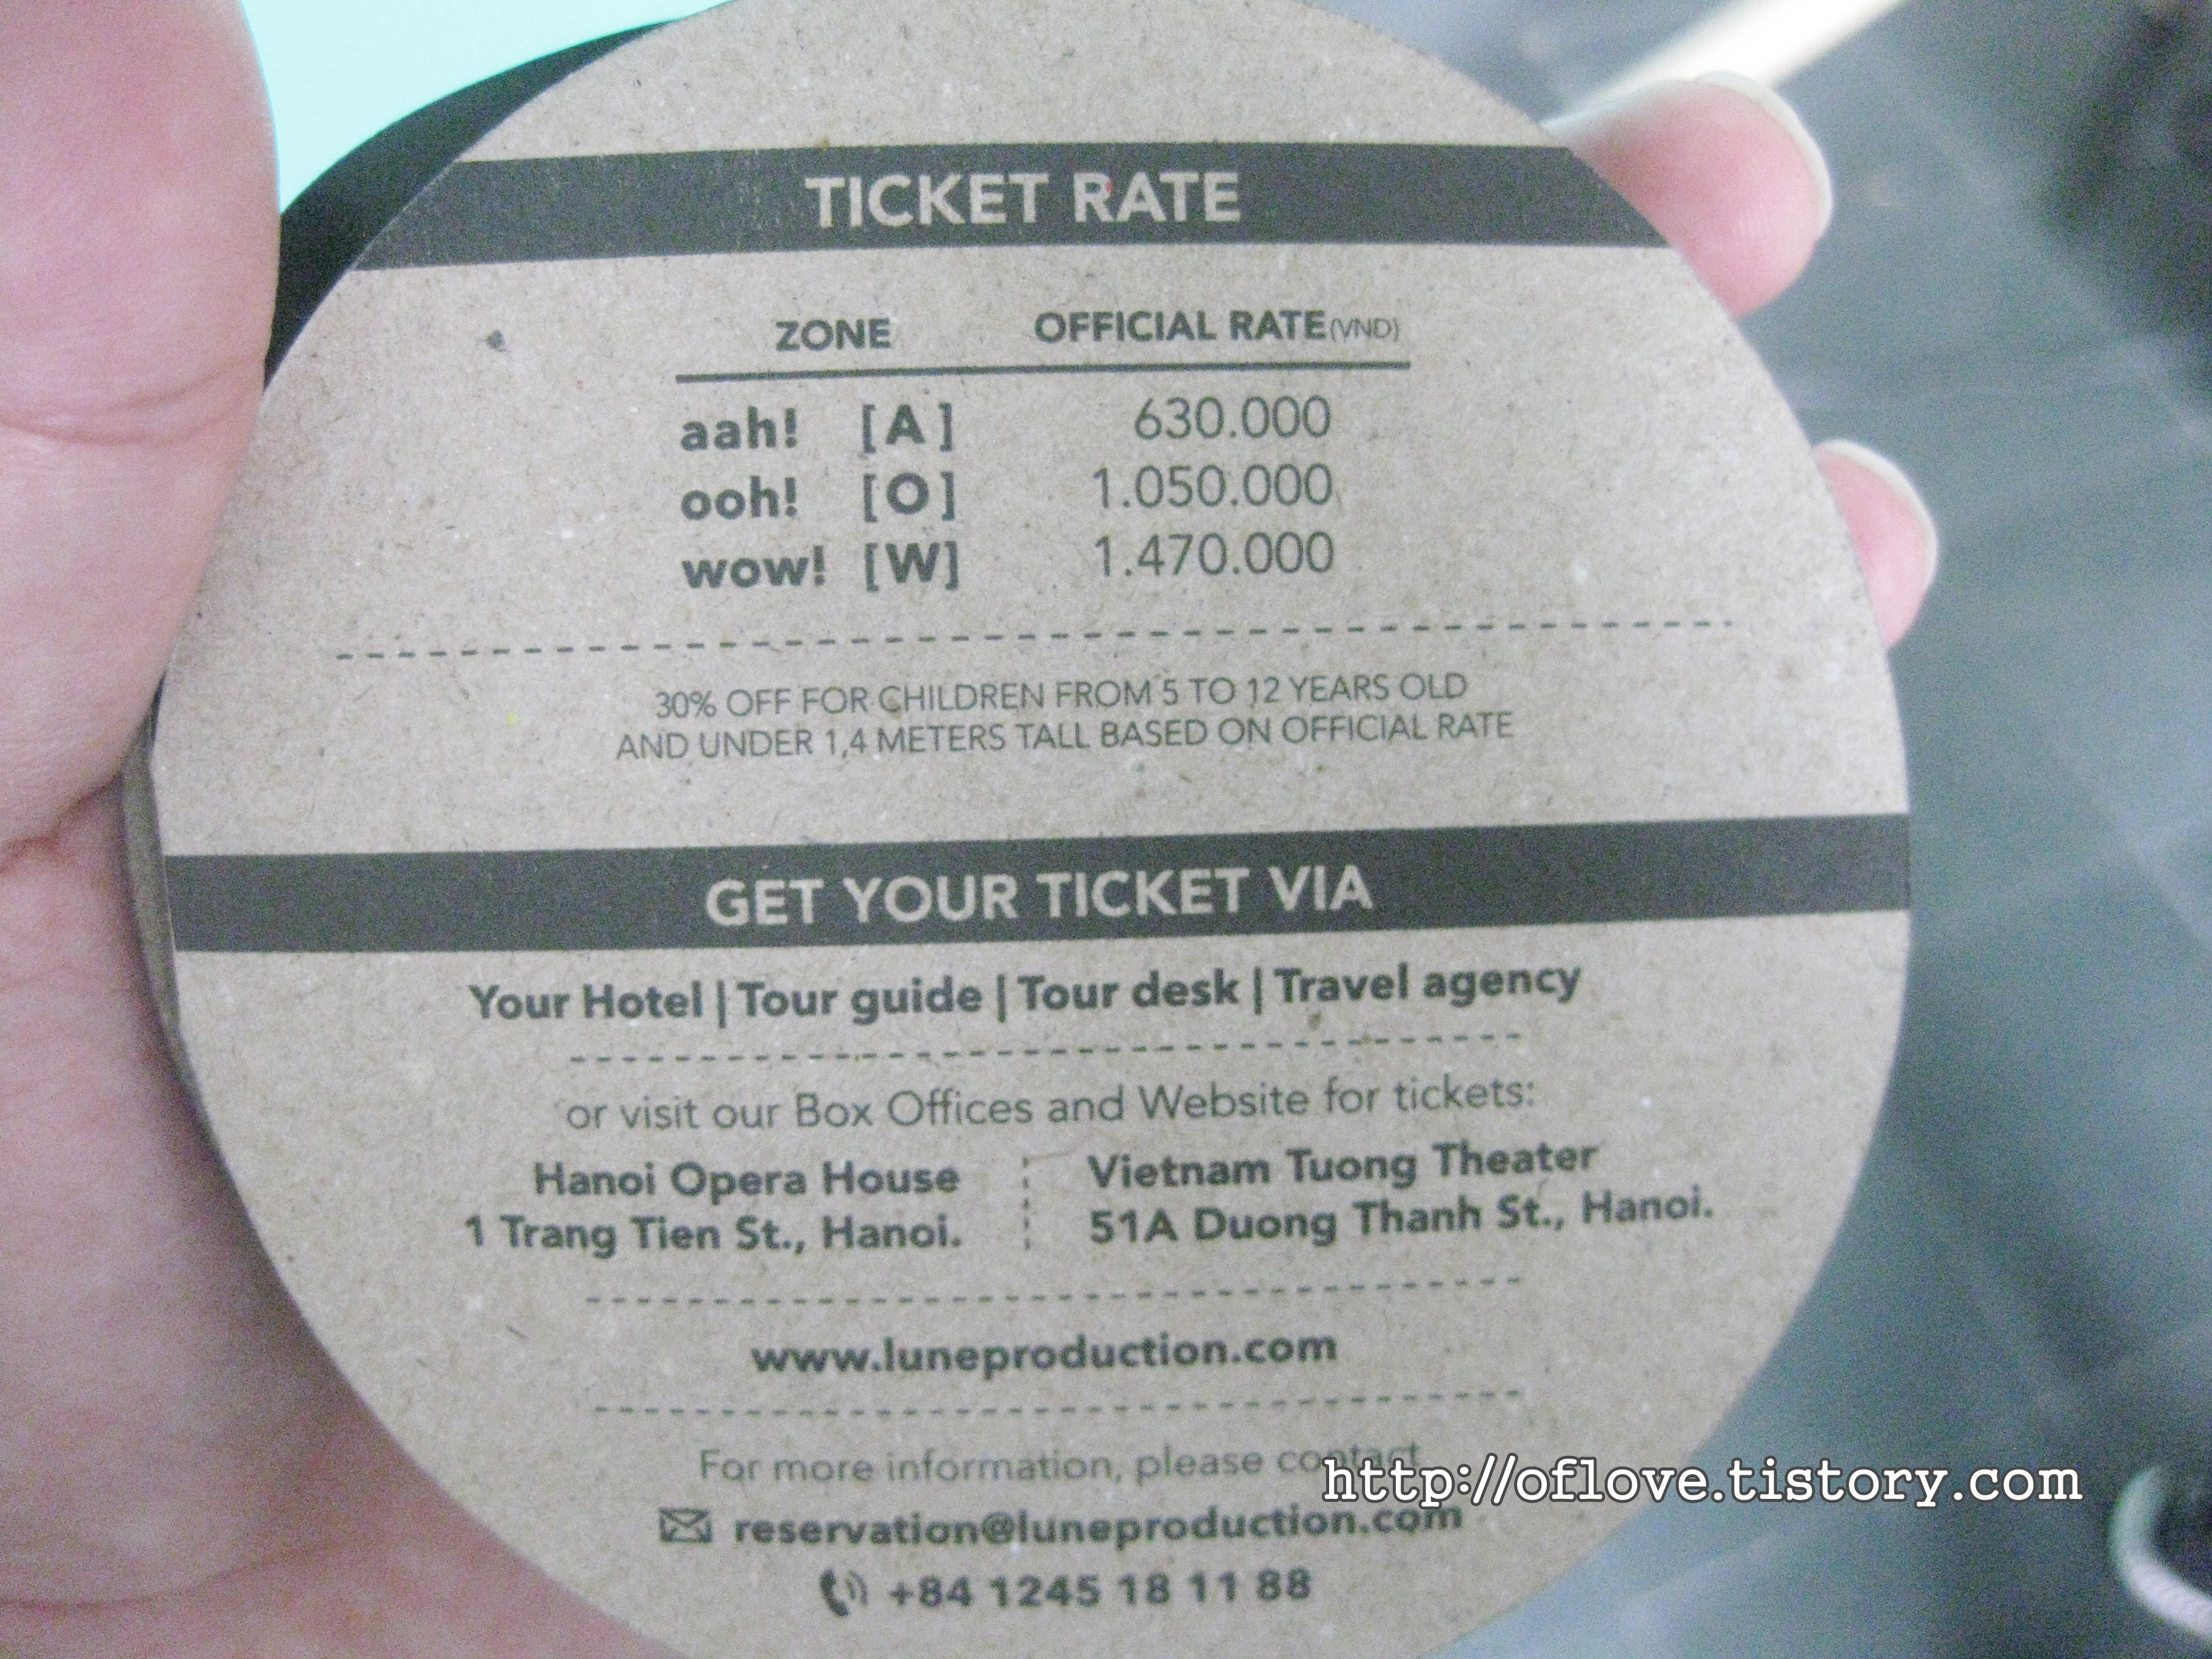 TICKET RATE
ZONE OFFICIAL RATE(VND)
aah! [A] 630.000
ooh! [O] 1.050.000
wow! [W] 1.470.000
30% OFF FOR CHILDREN FROM 5 TO 12 YEARS OLD
AND UNDER 1,4 METERS TALL BASED ON OFFICIAL RATE
GET YOUR TICKET VIA
Your Hotel | Tour guide | Tour desk | Travel agency
or visit our Box Offices and Website for tickets:
Hanoi Opera House
1 Trang Tien St., Hanoi.
Vietnam Tuong Theater
51A Duong Thanh St., Hanoi.
www.luneproduction.com
For more information, please contact
http://oflove.tistory.com
reservation@luneproduction.com
+84 1245 18 11 88